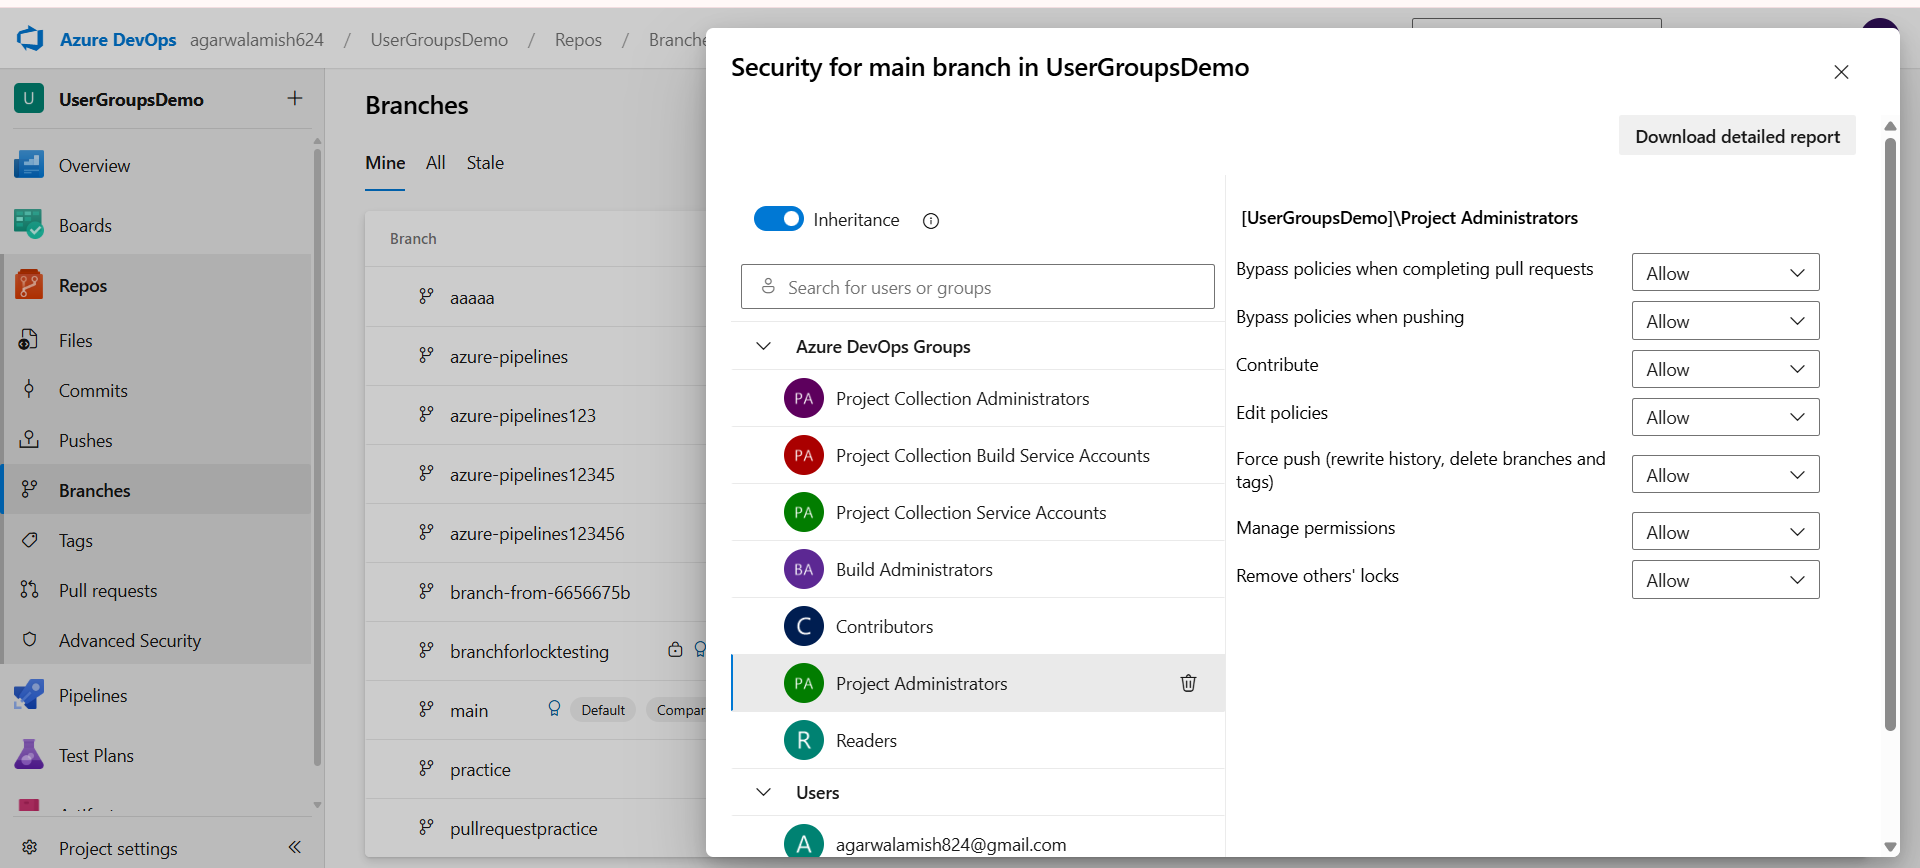 Azure DevOps agarwalamish624 / UserGroupsDemo / Repos / Branche
U UserGroupsDemo
Overview
Boards
Repos
Files
Commits
Pushes
Branches
Tags
Pull requests
Advanced Security
Pipelines
Test Plans
Project settings
Branches
Mine All Stale
Branch
aaaaa
azure-pipelines
azure-pipelines123
azure-pipelines12345
azure-pipelines123456
branch-from-6656675b
branchforlocktesting
main Default Compar
practice
pullrequestpractice
Security for main branch in UserGroupsDemo
Download detailed report
Inheritance
Search for users or groups
Azure DevOps Groups
PA Project Collection Administrators
PA Project Collection Build Service Accounts
PA Project Collection Service Accounts
BA Build Administrators
C Contributors
PA Project Administrators
R Readers
Users
A agarwalamish824@gmail.com
[UserGroupsDemo]\Project Administrators
Bypass policies when completing pull requests Allow
Bypass policies when pushing Allow
Contribute Allow
Edit policies Allow
Force push (rewrite history, delete branches and
tags) Allow
Manage permissions Allow
Remove others' locks Allow